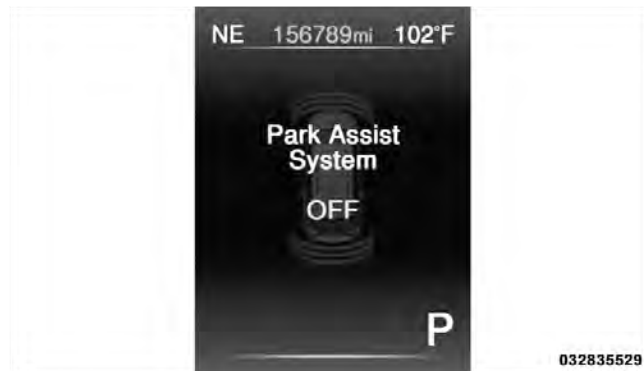 NE 156789mi 102°F
Park Assist
System
OFF
P
032835529